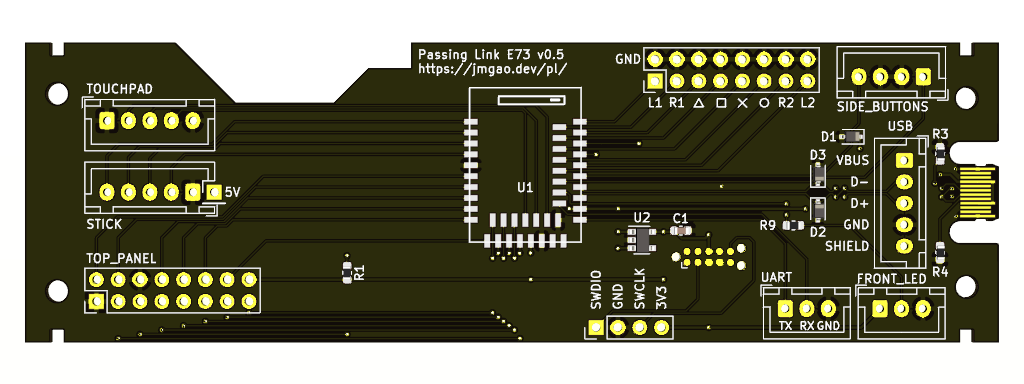 Passing Link E73 v0.5
https://jmgao.dev/pl/
GND
L1 R1 △ □ × ○ R2 L2
SIDE_BUTTONS
TOUCHPAD
USB
D1
R3
D3
VBUS
D-
U1
5V
D+
STICK
U2
C1
R9
D2
GND
SHIELD
TOP_PANEL
R1
R4
SWDIO
GND
SWCLK
3V3
UART
FRONT_LED
TX RX GND